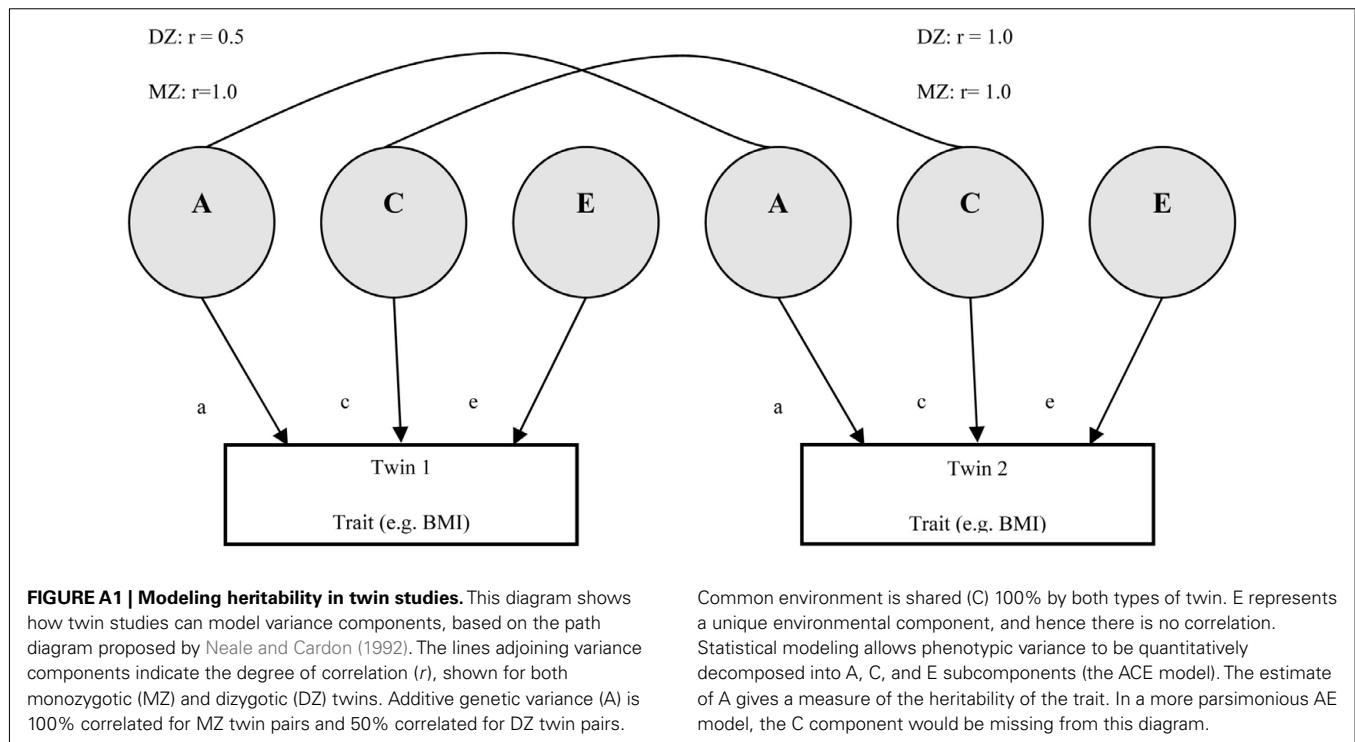 DZ: r = 0.5
DZ: r = 1.0
MZ: r=1.0
MZ: r= 1.0
A
C
E
A
C
E
a
c
e
a
c
e
Twin 1
Trait (e.g. BMI)
Twin 2
Trait (e.g. BMI)
FIGURE A1 | Modeling heritability in twin studies. This diagram shows
how twin studies can model variance components, based on the path
diagram proposed by Neale and Cardon (1992). The lines adjoining variance
components indicate the degree of correlation (r), shown for both
monozygotic (MZ) and dizygotic (DZ) twins. Additive genetic variance (A) is
100% correlated for MZ twin pairs and 50% correlated for DZ twin pairs.
Common environment is shared (C) 100% by both types of twin. E represents
a unique environmental component, and hence there is no correlation.
Statistical modeling allows phenotypic variance to be quantitatively
decomposed into A, C, and E subcomponents (the ACE model). The estimate
of A gives a measure of the heritability of the trait. In a more parsimonious AE
model, the C component would be missing from this diagram.